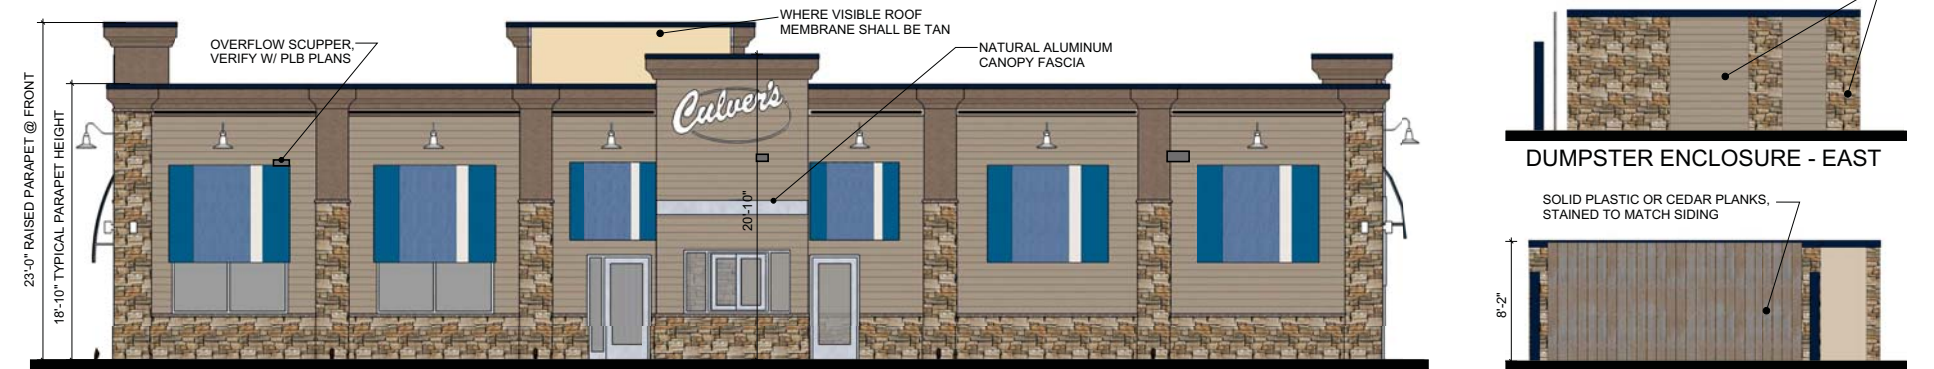 WHERE VISIBLE ROOF
MEMBRANE SHALL BE TAN
OVERFLOW SCUPPER,
VERIFY W/ PLB PLANS
NATURAL ALUMINUM
CANOPY FASCIA
23'-0" RAISED PARAPET @ FRONT
18'-10" TYPICAL PARAPET HEIGHT
Culver's
20'-10"
DUMPSTER ENCLOSURE - EAST
SOLID PLASTIC OR CEDAR PLANKS,
STAINED TO MATCH SIDING
8'-2"